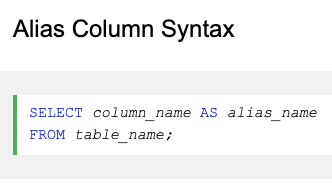 Alias Column Syntax
SELECT column_name AS alias_name
FROM table_name;